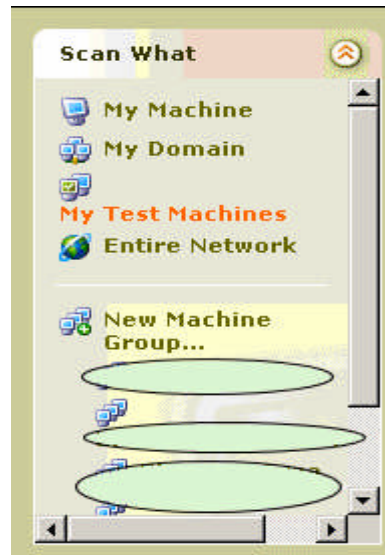 Scan What
My Machine
My Domain
My Test Machines
Entire Network
New Machine
Group...